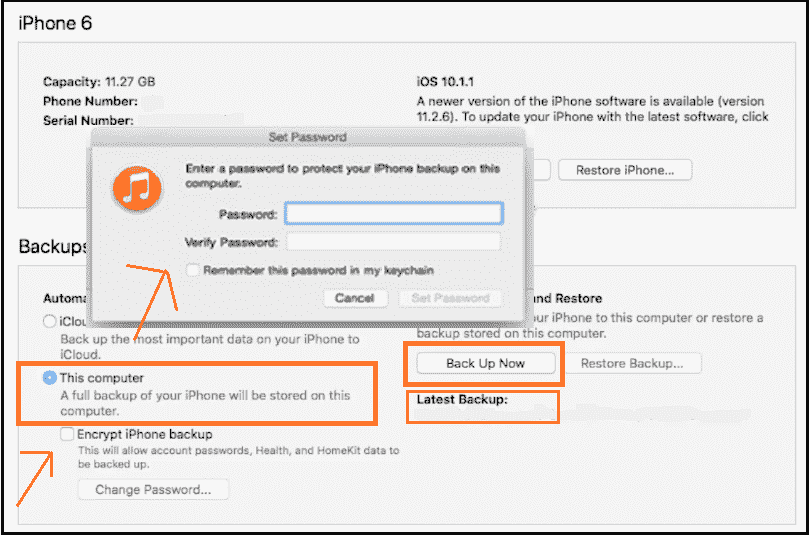 iPhone 6
Capacity: 11.27 GB
Phone Number:
Serial Number:
iOS 10.1.1
A newer version of the iPhone software is available (version
11.2.6). To update your iPhone with the latest software, click
Restore iPhone...
Set Password
Enter a password to protect your iPhone backup on this
computer.
Password:
Verify Password:
Remember this password in my keychain
Cancel
Set Password
Backups
Automa
iClou
Back up the most important data on your iPhone to
iCloud.
This computer
A full backup of your iPhone will be stored on this
computer.
Encrypt iPhone backup
This will allow account passwords, Health, and HomeKit data to
be backed up.
Change Password...
nd Restore
ur iPhone to this computer or restore a
backup stored on this computer.
Back Up Now
Restore Backup...
Latest Backup: